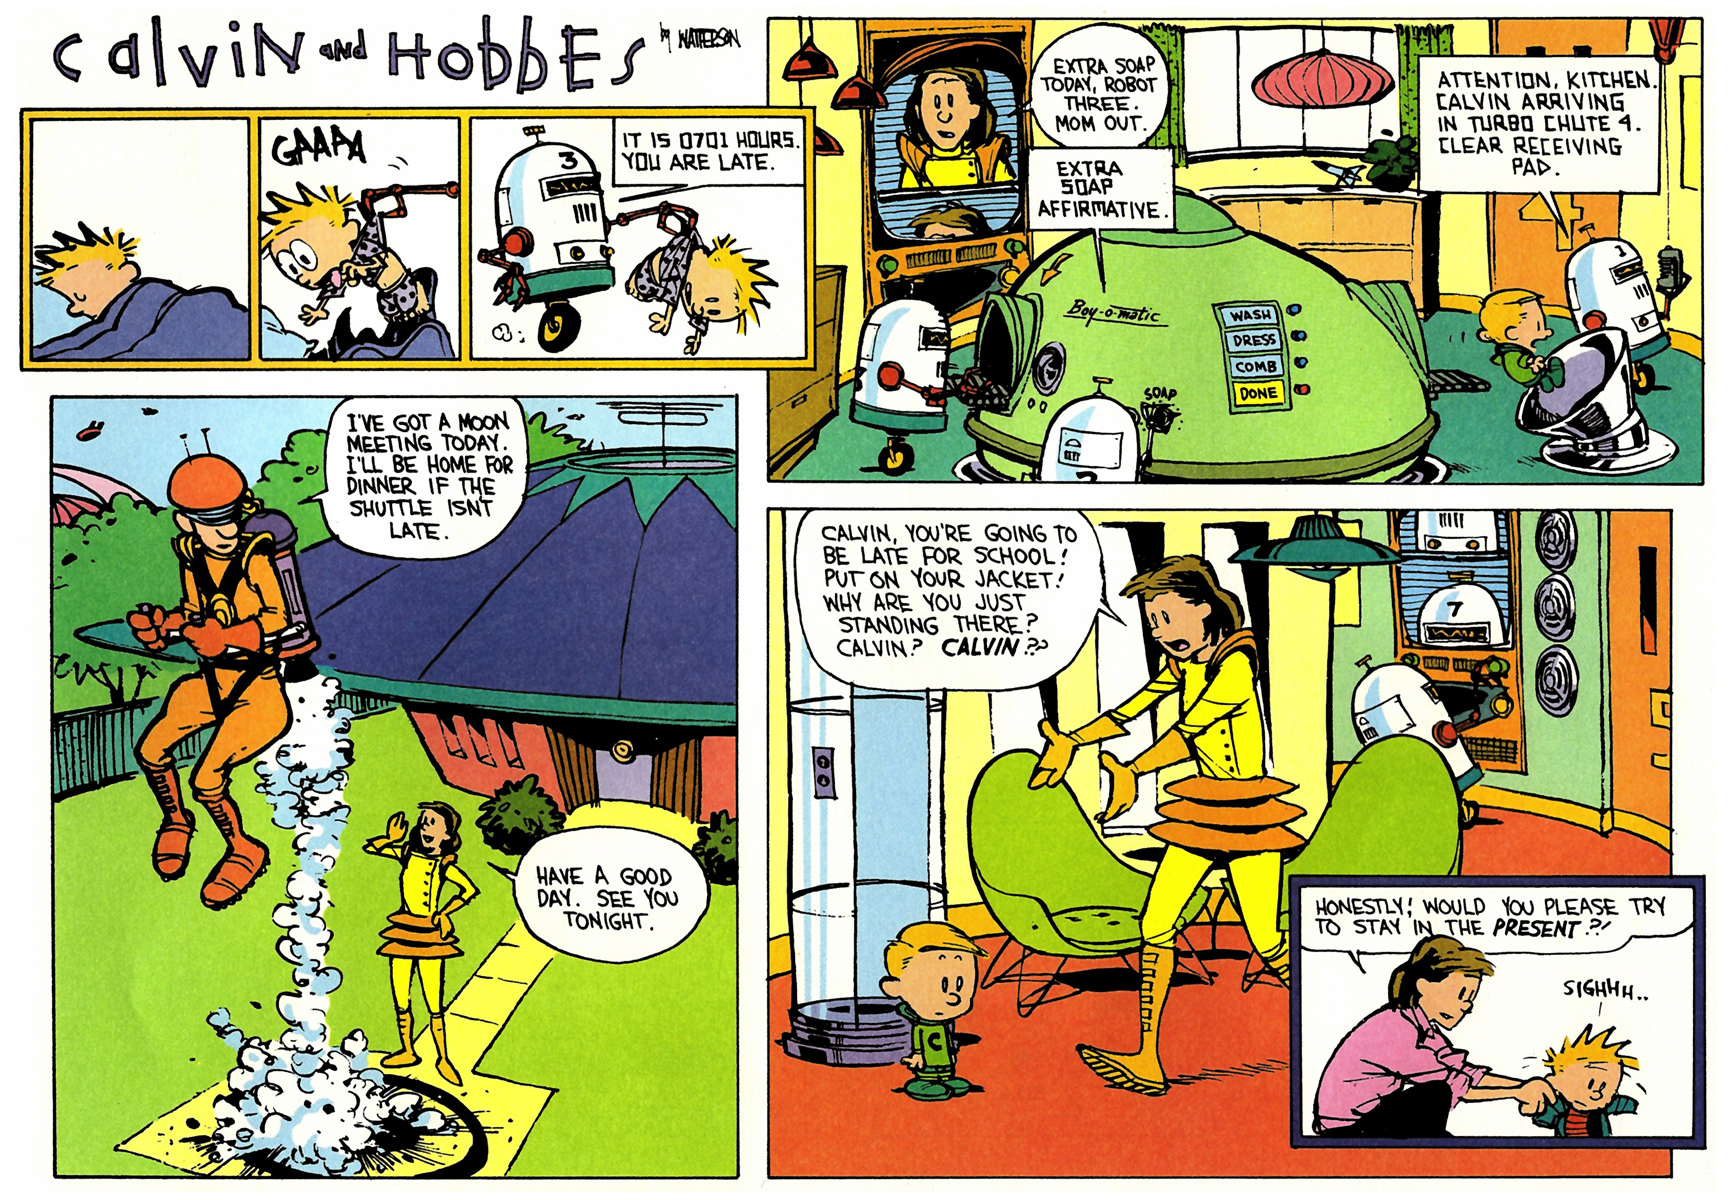 Calvin and Hobbes
by WATTERSON
GAAPA
3
IT IS 0701 HOURS.
YOU ARE LATE.
EXTRA SOAP
TODAY, ROBOT
THREE.
MOM OUT.
EXTRA
SOAP
AFFIRMATIVE.
ATTENTION, KITCHEN.
CALVIN ARRIVING
IN TURBO CHUTE 4.
CLEAR RECEIVING
PAD.
1
Boy-o-matic
WASH
DRESS
COMB
DONE
SOAP
I'VE GOT A MOON
MEETING TODAY.
I'LL BE HOME FOR
DINNER IF THE
SHUTTLE ISN'T
LATE.
HAVE A GOOD
DAY. SEE YOU
TONIGHT.
CALVIN, YOU'RE GOING TO
BE LATE FOR SCHOOL!
PUT ON YOUR JACKET!
WHY ARE YOU JUST
STANDING THERE?
CALVIN? CALVIN??
7
C
HONESTLY! WOULD YOU PLEASE TRY
TO STAY IN THE PRESENT?!
SIGHHH..